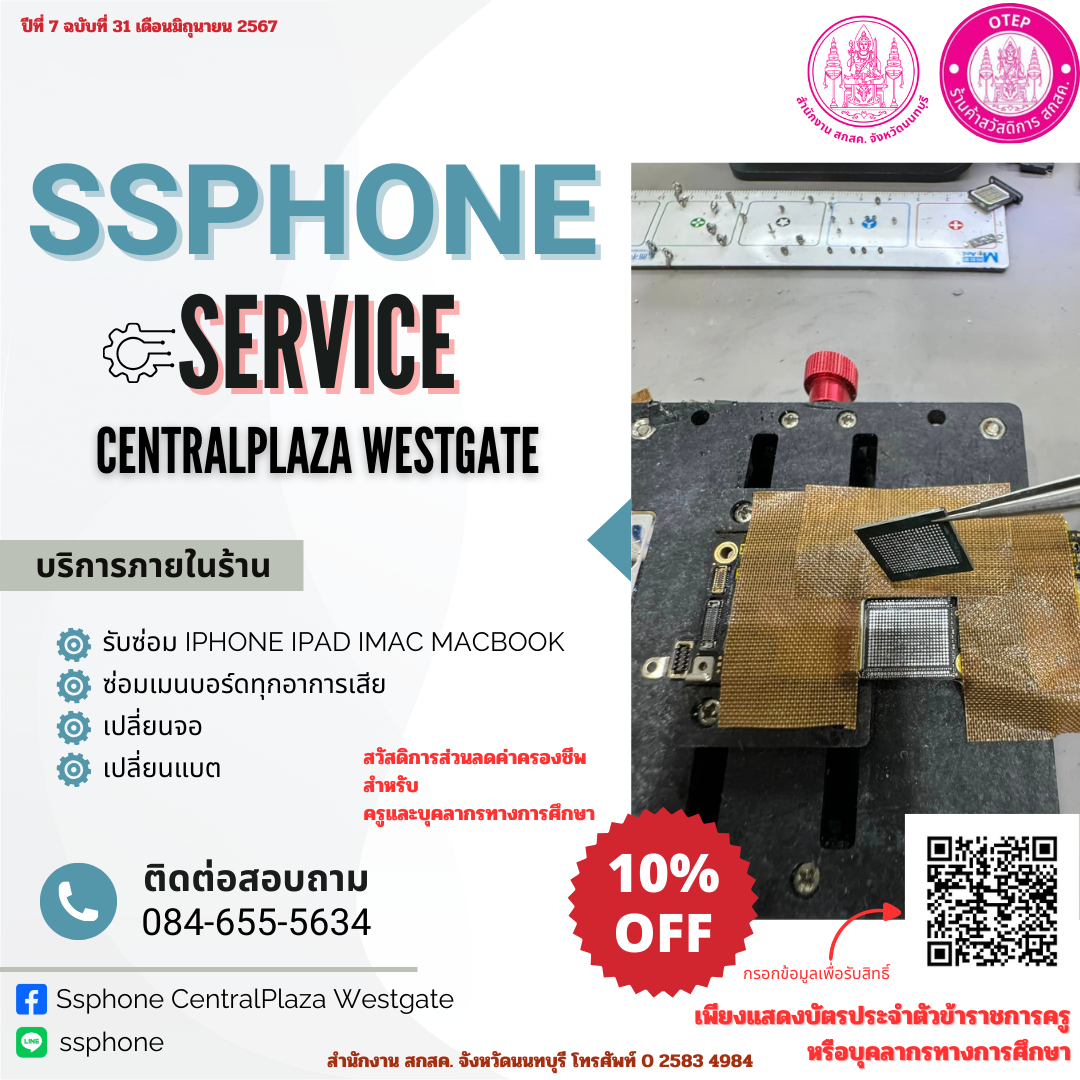 ปีที่ 7 ฉบับที่ 31 เดือนมิถุนายน 2567
สำนักงาน สกสค. จังหวัดนนทบุรี
OTEP
ร้านค้าสวัสดิการ สกสค.
SSPHONE
SERVICE
CENTRALPLAZA WESTGATE
บริการภายในร้าน
รับซ่อม IPHONE IPAD IMAC MACBOOK
ซ่อมเมนบอร์ดทุกอาการเสีย
เปลี่ยนจอ
เปลี่ยนแบต
สวัสดิการส่วนลดค่าครองชีพ
สำหรับ
ครูและบุคลากรทางการศึกษา
10%
OFF
ติดต่อสอบถาม
084-655-5634
กรอกข้อมูลเพื่อรับสิทธิ์
Ssphone CentralPlaza Westgate
LINE
ssphone
เพียงแสดงบัตรประจำตัวข้าราชการครู
หรือบุคลากรทางการศึกษา
สำนักงาน สกสค. จังหวัดนนทบุรี โทรศัพท์ 0 2583 4984